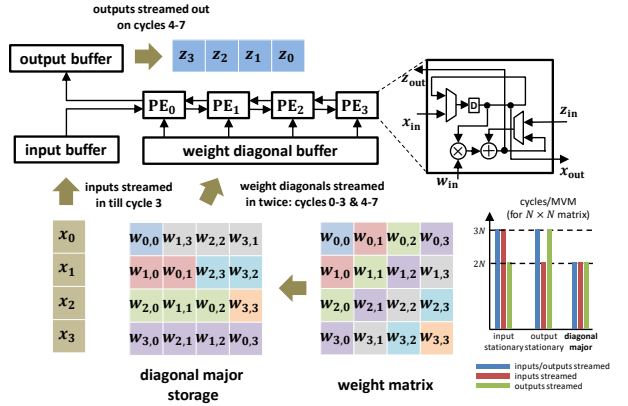 outputs streamed out
on cycles 4-7
z3 z2 z1 z0
output buffer
PE0 PE1 PE2 PE3
input buffer
weight diagonal buffer
zout
D
xin
zin
win
xout
inputs streamed
in till cycle 3
weight diagonals streamed
in twice: cycles 0-3 & 4-7
x0
x1
x2
x3
w0,0 w1,3 w2,2 w3,1
w1,0 w0,1 w2,3 w3,2
w2,0 w1,1 w0,2 w3,3
w3,0 w2,1 w1,2 w0,3
diagonal major
storage
w0,0 w0,1 w0,2 w0,3
w1,0 w1,1 w1,2 w1,3
w2,0 w2,1 w2,2 w2,3
w3,0 w3,1 w3,2 w3,3
weight matrix
cycles/MVM
(for N × N matrix)
3N
2N
input
stationary
output
stationary
diagonal
major
inputs/outputs streamed
inputs streamed
outputs streamed